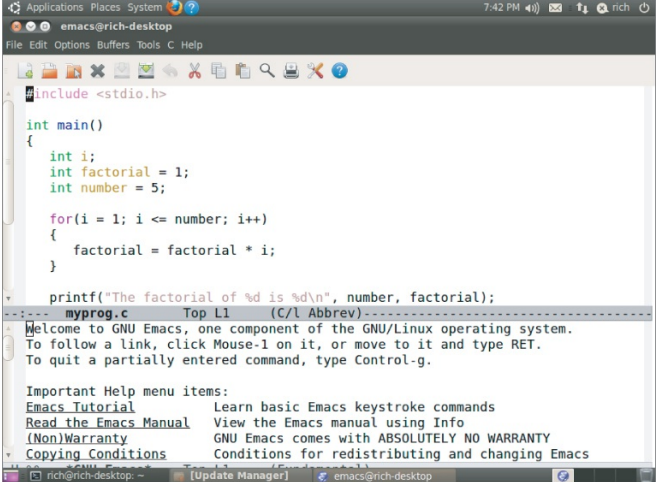 Applications Places System 7:42 PM rich
emacs@rich-desktop
File Edit Options Buffers Tools C Help
#include <stdio.h>
int main()
{
int i;
int factorial = 1;
int number = 5;
for(i = 1; i <= number; i++)
{
factorial = factorial * i;
}
printf("The factorial of %d is %d\n", number, factorial);
--:--- myprog.c Top L1 (C/l Abbrev)------------------------------------
Welcome to GNU Emacs, one component of the GNU/Linux operating system.
To follow a link, click Mouse-1 on it, or move to it and type RET.
To quit a partially entered command, type Control-g.
Important Help menu items:
Emacs Tutorial Learn basic Emacs keystroke commands
Read the Emacs Manual View the Emacs manual using Info
(Non)Warranty GNU Emacs comes with ABSOLUTELY NO WARRANTY
Copying Conditions Conditions for redistributing and changing Emacs
*GNU Emacs* Top L1 (Fundamental)
rich@rich-desktop: ~ [Update Manager] emacs@rich-desktop